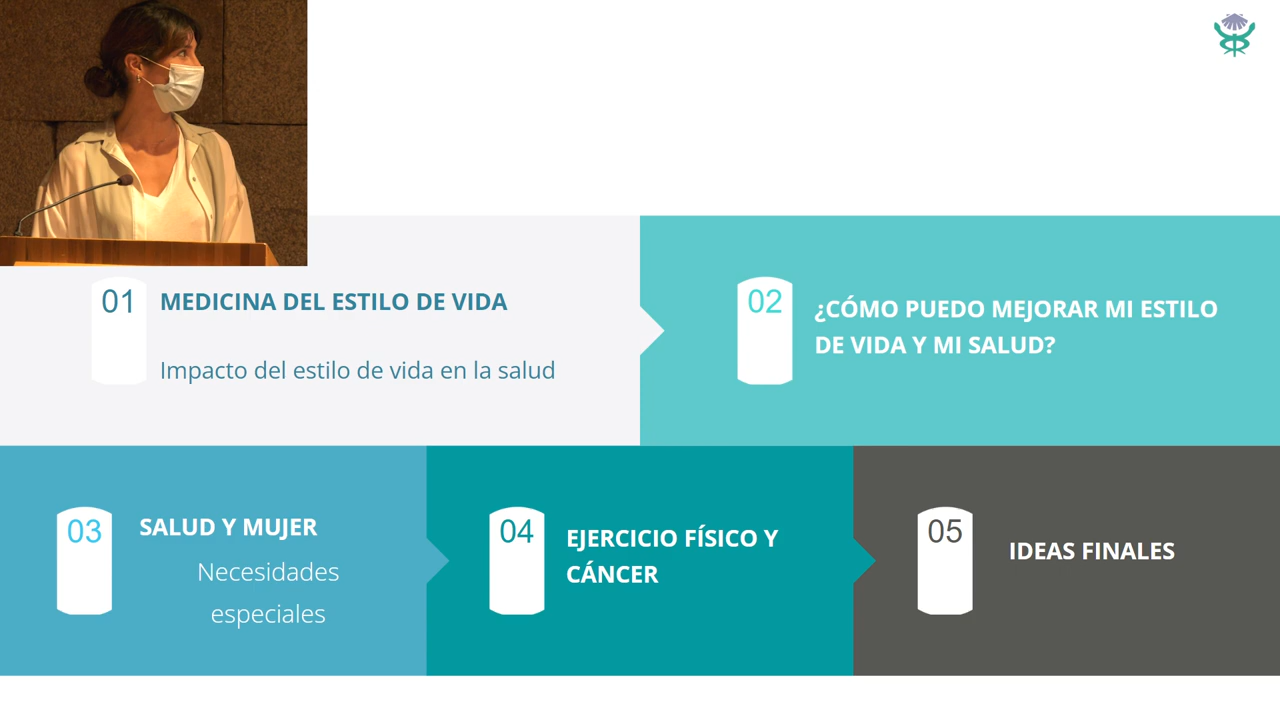 01
MEDICINA DEL ESTILO DE VIDA
Impacto del estilo de vida en la salud
02
¿CÓMO PUEDO MEJORAR MI ESTILO
DE VIDA Y MI SALUD?
03
SALUD Y MUJER
Necesidades
especiales
04
EJERCICIO FÍSICO Y
CÁNCER
05
IDEAS FINALES